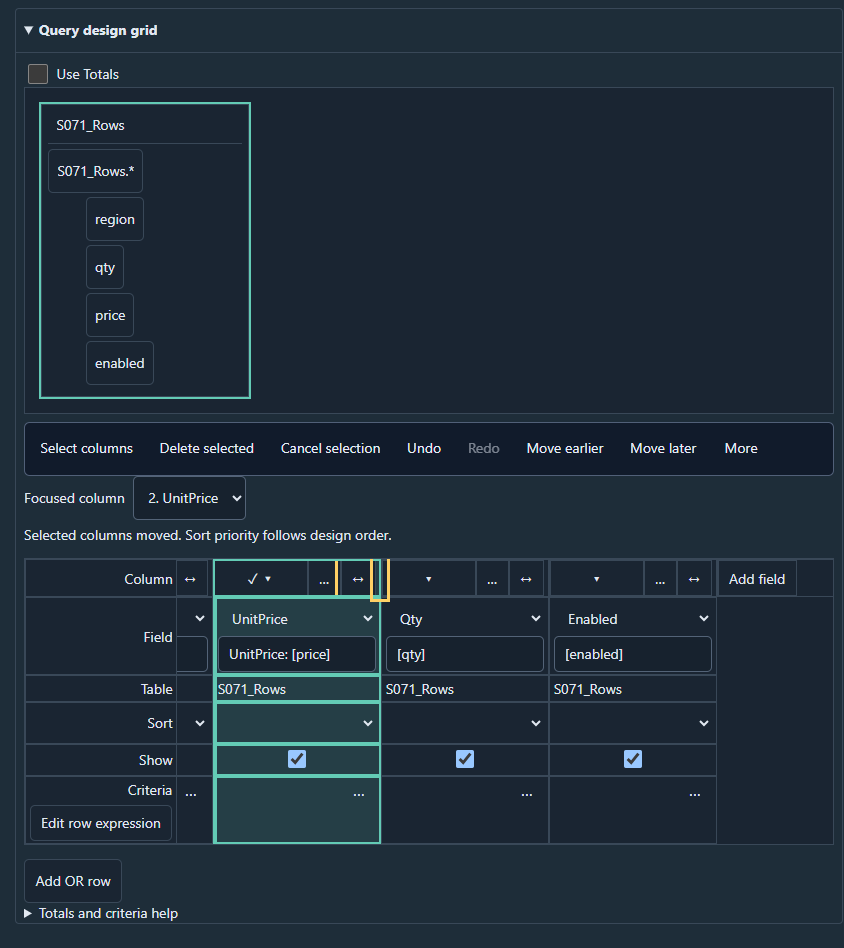 ▼ Query design grid
Use Totals
S071_Rows
S071_Rows.*
region
qty
price
enabled
Select columns Delete selected Cancel selection Undo Redo Move earlier Move later More
Focused column 2. UnitPrice
Selected columns moved. Sort priority follows design order.
Column ↔ ✓ ▾ ... ↔ ▾ ... ↔ ▾ ... ↔ Add field
UnitPrice Qty Enabled
Field
UnitPrice: [price] [qty] [enabled]
Table S071_Rows S071_Rows S071_Rows
Sort
Show
Criteria ... ... ... ...
Edit row expression
Add OR row
▶ Totals and criteria help